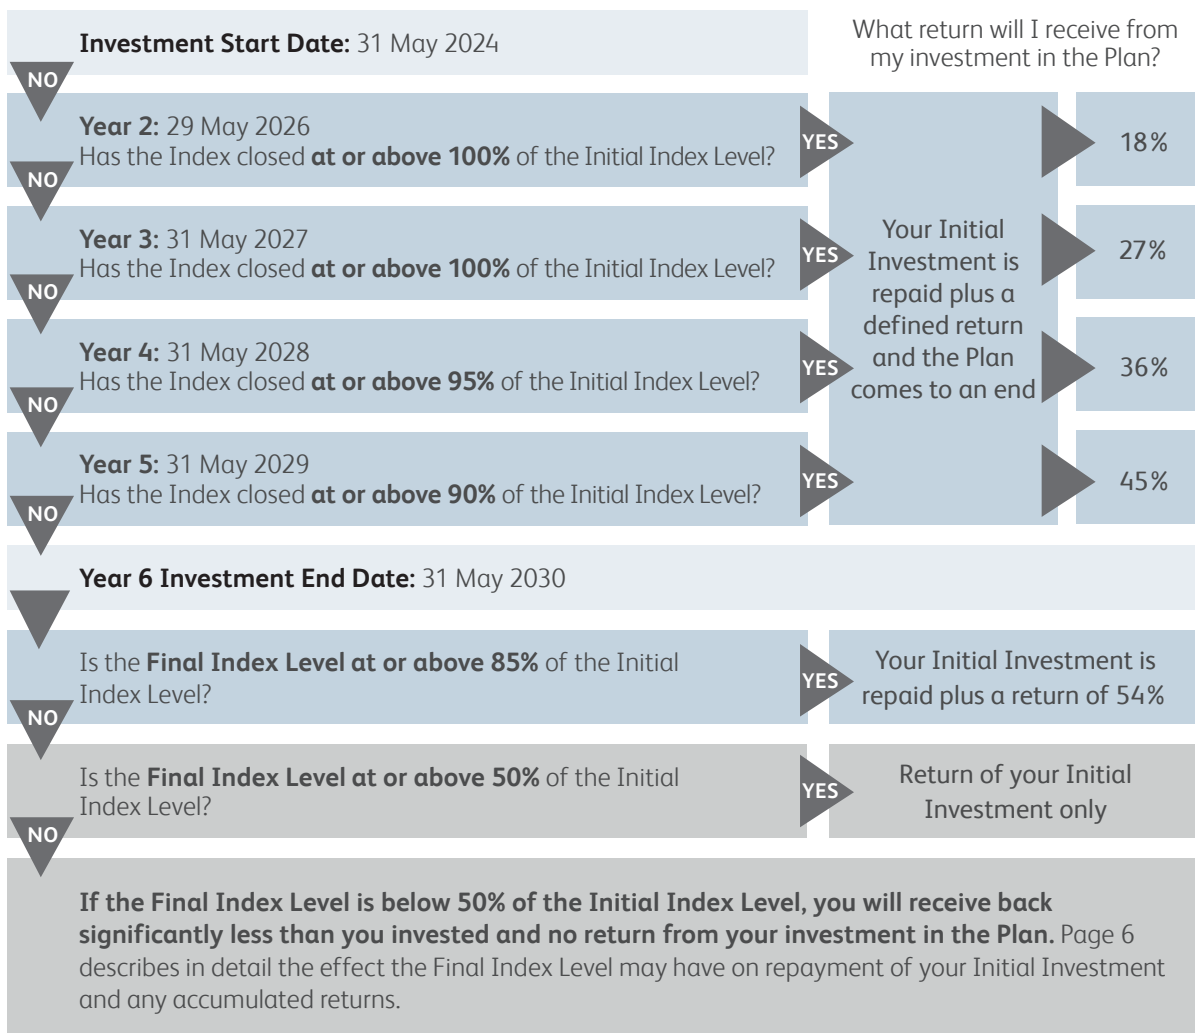 Investment Start Date: 31 May 2024
What return will I receive from
my investment in the Plan?
NO
Year 2: 29 May 2026
Has the Index closed at or above 100% of the Initial Index Level?
YES
18%
NO
Year 3: 31 May 2027
Has the Index closed at or above 100% of the Initial Index Level?
YES
27%
NO
Year 4: 31 May 2028
Has the Index closed at or above 95% of the Initial Index Level?
YES
36%
NO
Year 5: 31 May 2029
Has the Index closed at or above 90% of the Initial Index Level?
YES
45%
Your Initial
Investment is
repaid plus a
defined return
and the Plan
comes to an end
NO
Year 6 Investment End Date: 31 May 2030
Is the Final Index Level at or above 85% of the Initial
Index Level?
YES
Your Initial Investment is
repaid plus a return of 54%
NO
Is the Final Index Level at or above 50% of the Initial
Index Level?
YES
Return of your Initial
Investment only
NO
If the Final Index Level is below 50% of the Initial Index Level, you will receive back
significantly less than you invested and no return from your investment in the Plan. Page 6
describes in detail the effect the Final Index Level may have on repayment of your Initial Investment
and any accumulated returns.